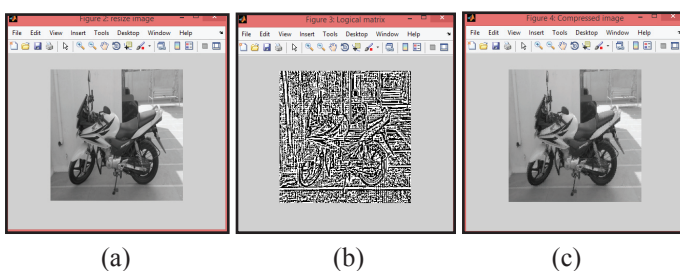 Figure 2: resize image
File Edit View Insert Tools Desktop Window Help
Figure 3: Logical matrix
File Edit View Insert Tools Desktop Window Help
Figure 4: Compressed image
File Edit View Insert Tools Desktop Window Help
(a) (b) (c)